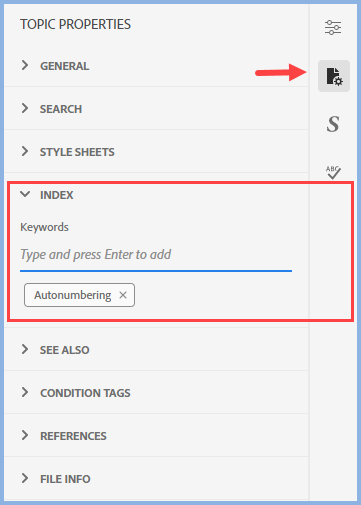 TOPIC PROPERTIES
GENERAL
SEARCH
STYLE SHEETS
INDEX
Keywords
Type and press Enter to add
Autonumbering
SEE ALSO
CONDITION TAGS
REFERENCES
FILE INFO
S
ABC